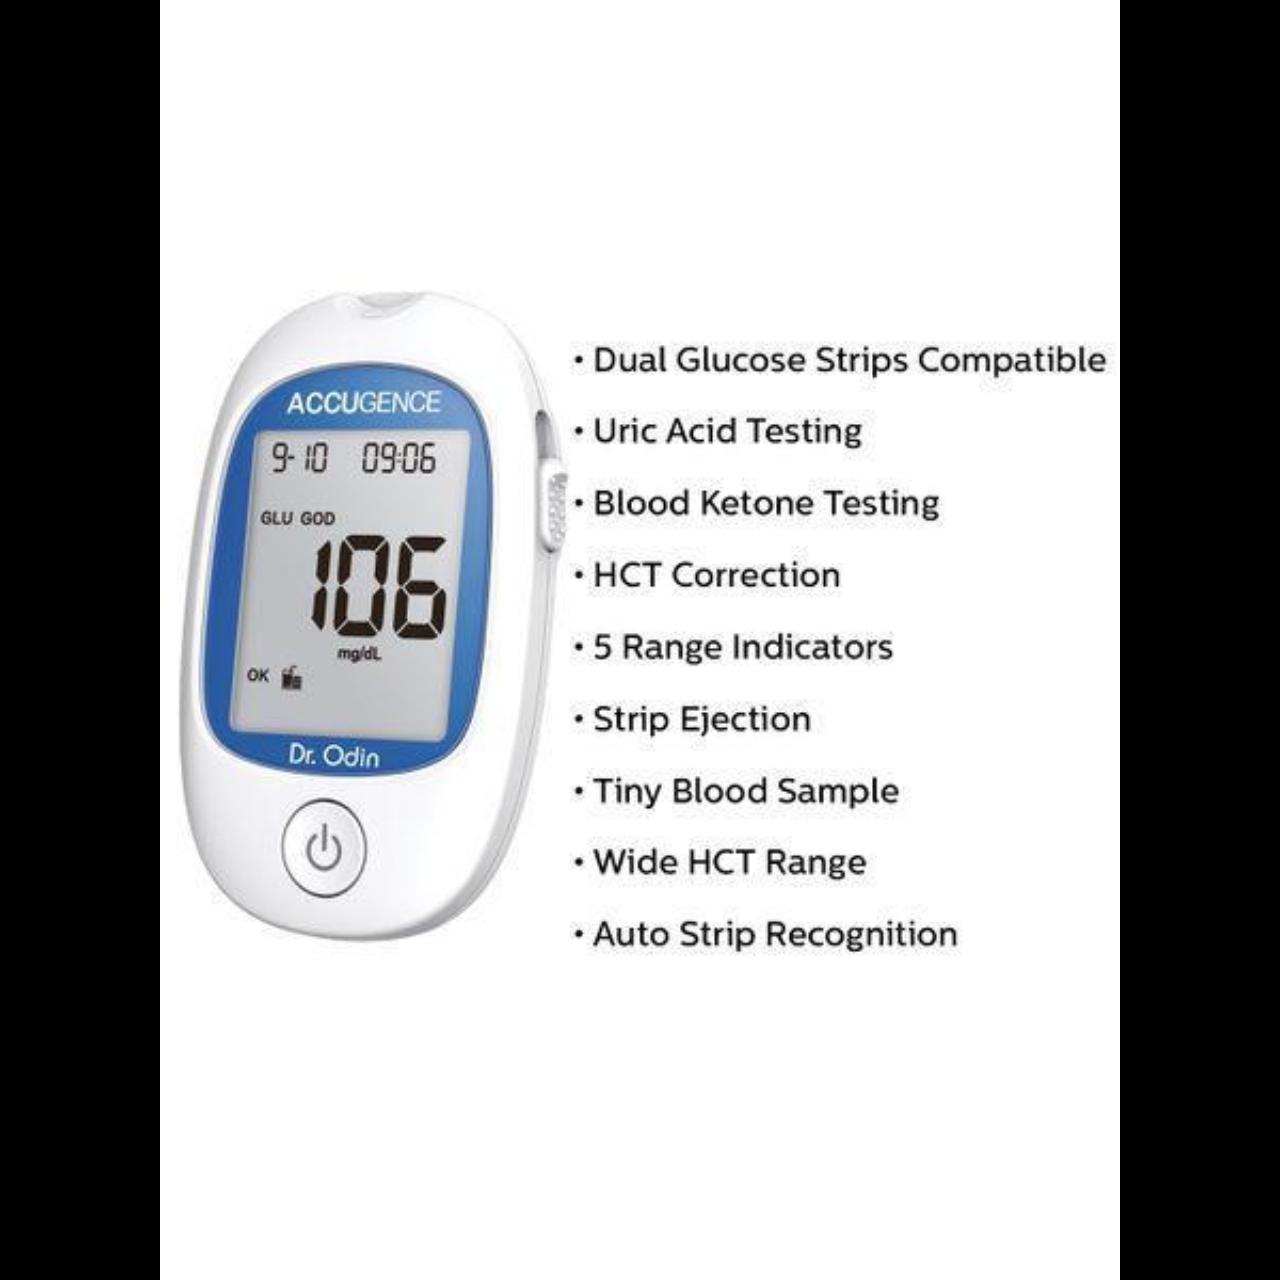 ACCUGENCE
9-10 09:06
GLU GOD
106
mg/dL
OK
Dr. Odin
• Dual Glucose Strips Compatible
• Uric Acid Testing
• Blood Ketone Testing
• HCT Correction
• 5 Range Indicators
• Strip Ejection
• Tiny Blood Sample
• Wide HCT Range
• Auto Strip Recognition